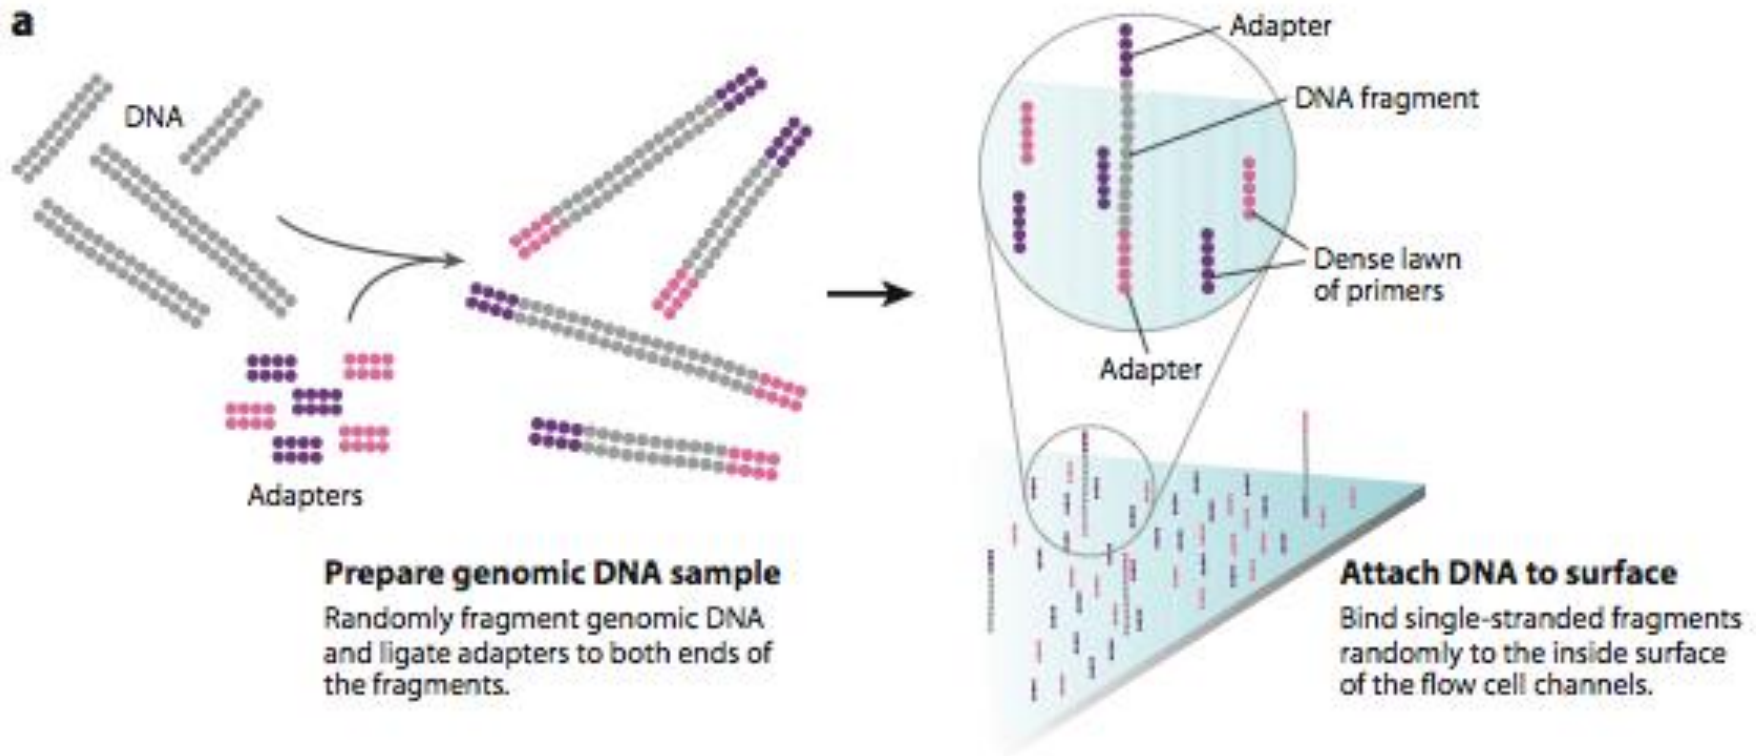 a
DNA
Adapters
Prepare genomic DNA sample
Randomly fragment genomic DNA
and ligate adapters to both ends of
the fragments.
Adapter
DNA fragment
Dense lawn
of primers
Adapter
Attach DNA to surface
Bind single-stranded fragments
randomly to the inside surface
of the flow cell channels.